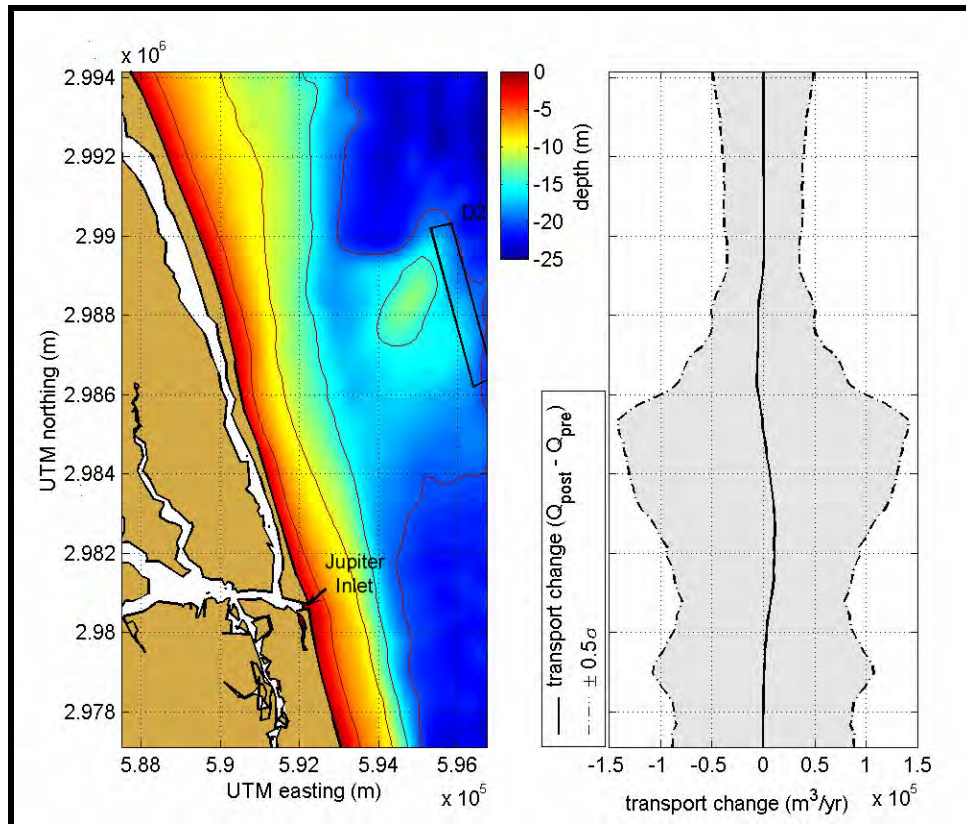 x 10^6
2.994
2.992
2.99
2.988
2.986
2.984
2.982
2.98
2.978
UTM northing (m)
5.88
5.9
5.92
5.94
5.96
UTM easting (m)
x 10^5
D2
Jupiter
Inlet
0
-5
-10
-15
-20
-25
depth (m)
transport change (Q_post - Q_pre)
± 0.5σ
-1.5
-1
-0.5
0
0.5
1
1.5
transport change (m³/yr)
x 10^5